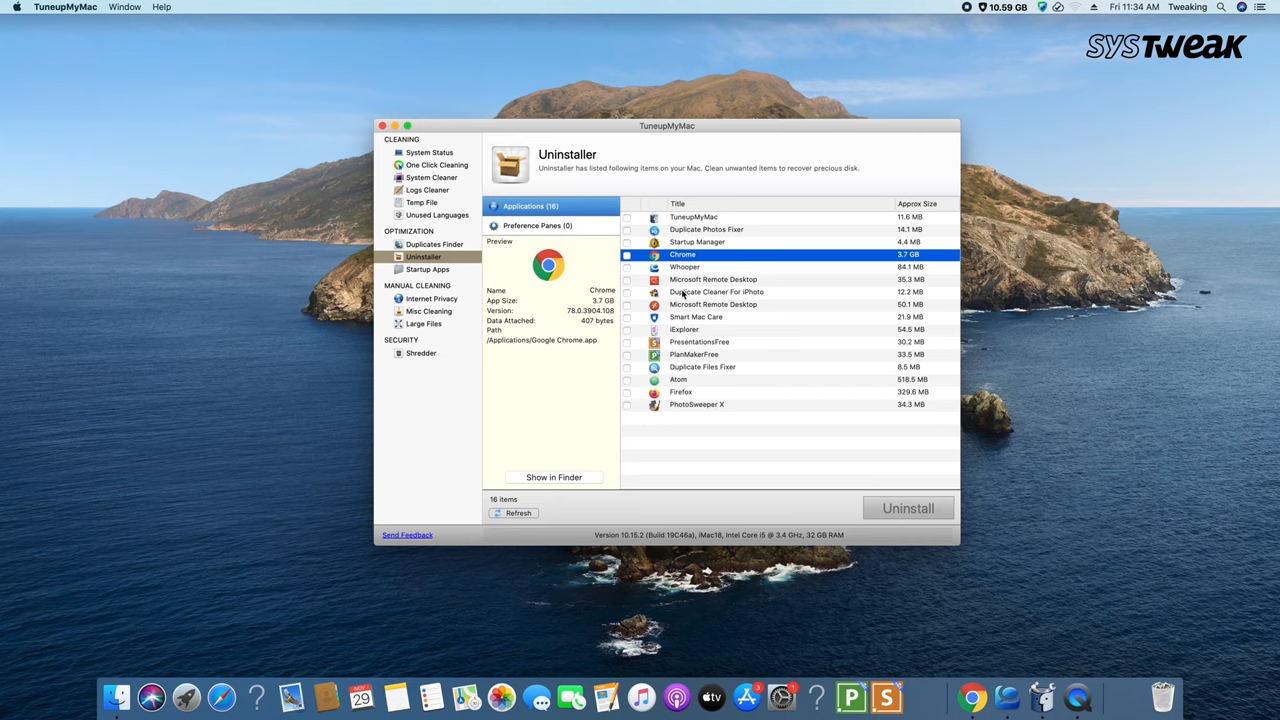 TuneupMyMac Window Help 10.59 GB Fri 11:34 AM Tweaking
SYSTWEAK
TuneupMyMac
CLEANING
System Status
One Click Cleaning
System Cleaner
Logs Cleaner
Temp File
Unused Languages
OPTIMIZATION
Duplicates Finder
Uninstaller
Startup Apps
MANUAL CLEANING
Internet Privacy
Misc Cleaning
Large Files
SECURITY
Shredder
Uninstaller
Uninstaller has listed following items on your Mac. Clean unwanted items to recover precious disk.
Applications (16)
Preference Panes (0)
Preview
Name Chrome
App Size: 3.7 GB
Version: 78.0.3904.108
Data Attached: 407 bytes
Path
/Applications/Google Chrome.app
Show in Finder
Title Approx Size
TuneupMyMac 11.6 MB
Duplicate Photos Fixer 14.1 MB
Startup Manager 4.4 MB
Chrome 3.7 GB
Whooper 84.1 MB
Microsoft Remote Desktop 35.3 MB
Duplicate Cleaner For iPhoto 12.2 MB
Microsoft Remote Desktop 50.1 MB
Smart Mac Care 21.9 MB
iExplorer 54.5 MB
PresentationsFree 30.2 MB
PlanMakerFree 33.5 MB
Duplicate Files Fixer 8.5 MB
Atom 518.5 MB
Firefox 329.6 MB
PhotoSweeper X 34.3 MB
16 items
Refresh
Uninstall
Send Feedback
Version 10.15.2 (Build 19C46a), iMac18, Intel Core i5 @ 3.4 GHz, 32 GB RAM
NOV
29
tv
3
1
P
S